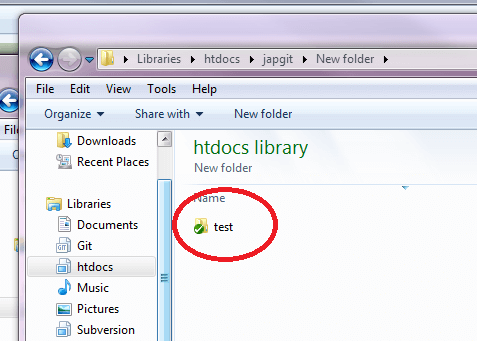 Libraries htdocs japgit New folder
File Edit View Tools Help
Organize Share with New folder
Downloads
Recent Places
Libraries
Documents
Git
htdocs
Music
Pictures
Subversion
htdocs library
New folder
Name
test
File